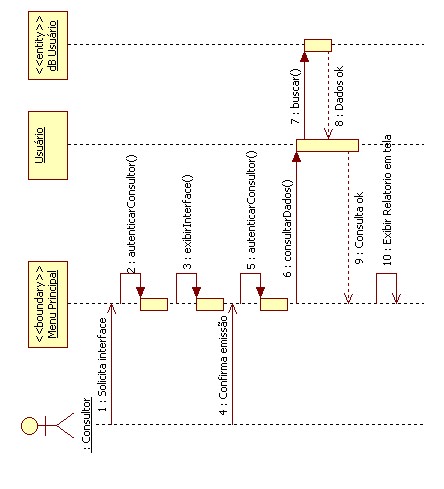 : Consultor
<<boundary>>
Menu Principal
Usuário
<<entity>>
dB Usuário
1 : Solicita interface
2 : autenticarConsultor()
3 : exibirInterface()
4 : Confirma emissão
5 : autenticarConsultor()
6 : consultarDados()
7 : buscar()
8 : Dados ok
9 : Consulta ok
10 : Exibir Relatorio em tela